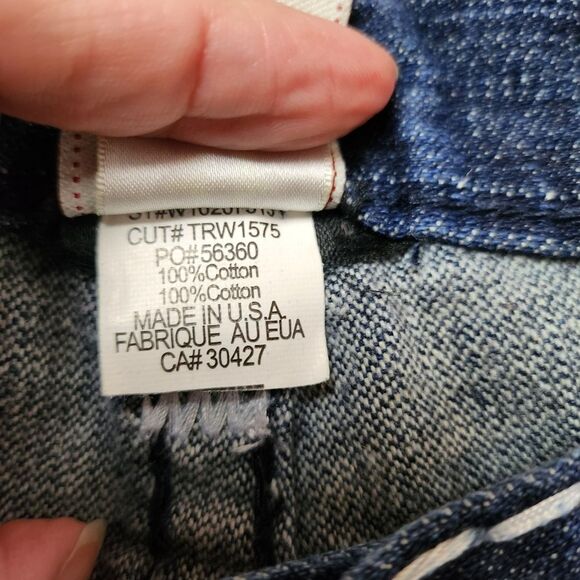 CUT# TRW1575
PO#56360
100%Cotton
100%Cotton
MADE IN U.S.A.
FABRIQUE AU EUA
CA# 30427